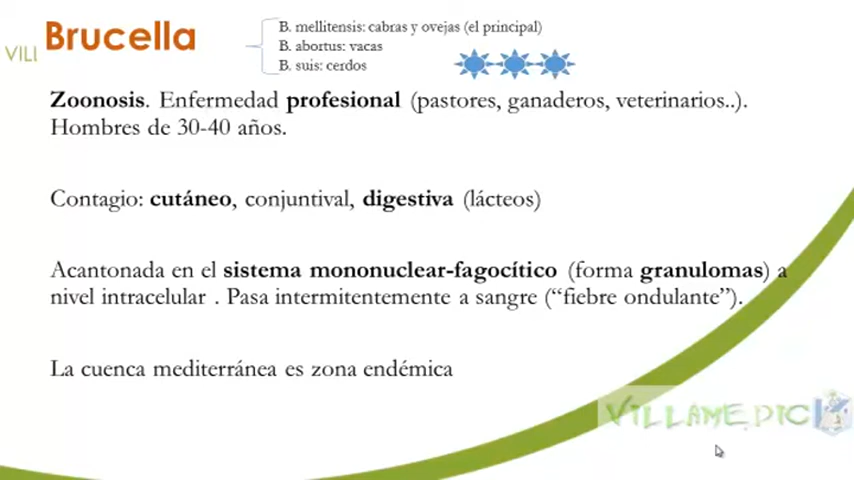 Brucella
B. mellitensis: cabras y ovejas (el principal)
B. abortus: vacas
B. suis: cerdos
VILL
Zoonosis. Enfermedad profesional (pastores, ganaderos, veterinarios..).
Hombres de 30-40 años.
Contagio: cutáneo, conjuntival, digestiva (lácteos)
Acantonada en el sistema mononuclear-fagocítico (forma granulomas) a
nivel intracelular . Pasa intermitentemente a sangre (“fiebre ondulante”).
La cuenca mediterránea es zona endémica
VILLAMEDIC